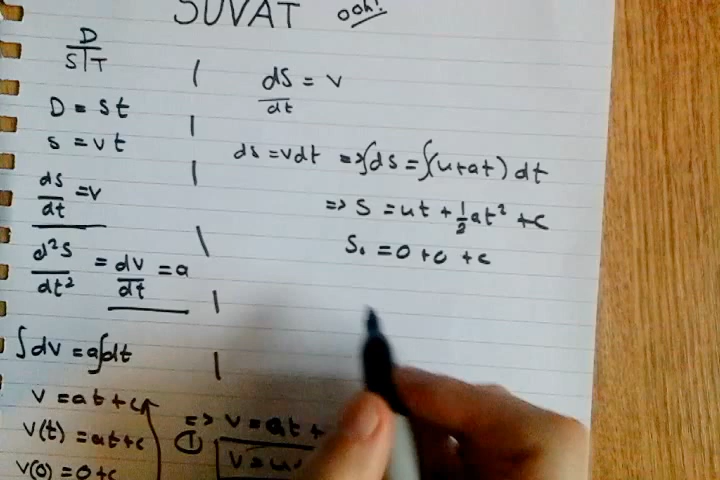 SUVAT ooh!
D
S | T
D = st
s = vt
ds/dt = v
d²s/dt² = dv/dt = a
∫dv = a∫dt
v = at + c
v(t) = at + c
v(0) = 0 + c
ds/dt = v
ds = vdt => ∫ds = ∫(u+at) dt
=> s = ut + ½at² + c
S₀ = 0 + 0 + c
=> v = at +
① v = u